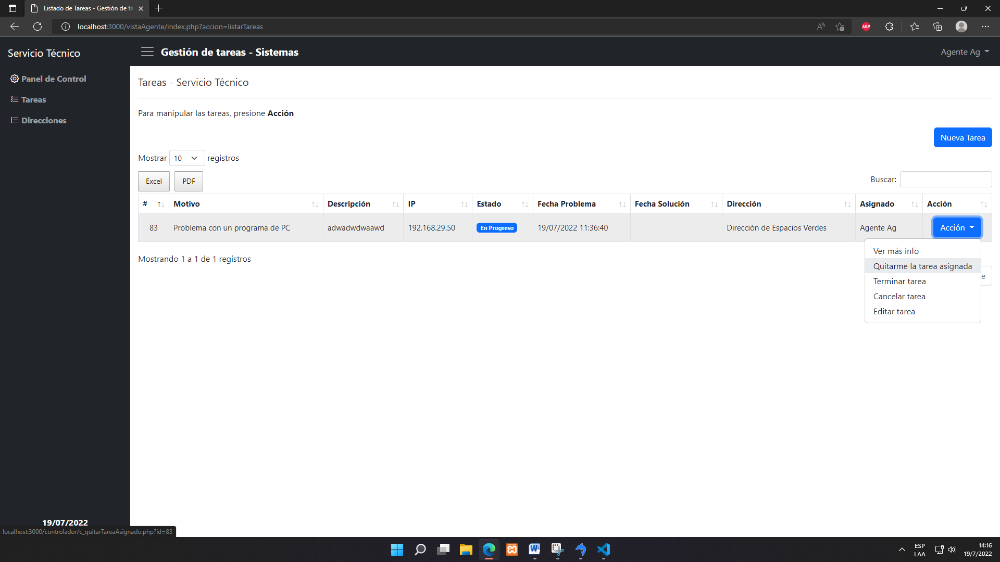 Listado de Tareas - Gestión de ta
localhost:3000/vistaAgente/index.php?accion=listarTareas
ABP
Servicio Técnico
Gestión de tareas - Sistemas
Agente Ag
Panel de Control
Tareas
Direcciones
Tareas - Servicio Técnico
Para manipular las tareas, presione Acción
Nueva Tarea
Mostrar 10 registros
Excel PDF
Buscar:
# Motivo Descripción IP Estado Fecha Problema Fecha Solución Dirección Asignado Acción
83 Problema con un programa de PC adwadwdwaawd 192.168.29.50 En Progreso 19/07/2022 11:36:40 Dirección de Espacios Verdes Agente Ag Acción
Mostrando 1 a 1 de 1 registros
Ver más info
Quitarme la tarea asignada
Terminar tarea
Cancelar tarea
Editar tarea
e
19/07/2022
localhost:3000/controlador/c_quitarTareaAsignado.php?id=83
ESP
LAA
14:16
19/7/2022